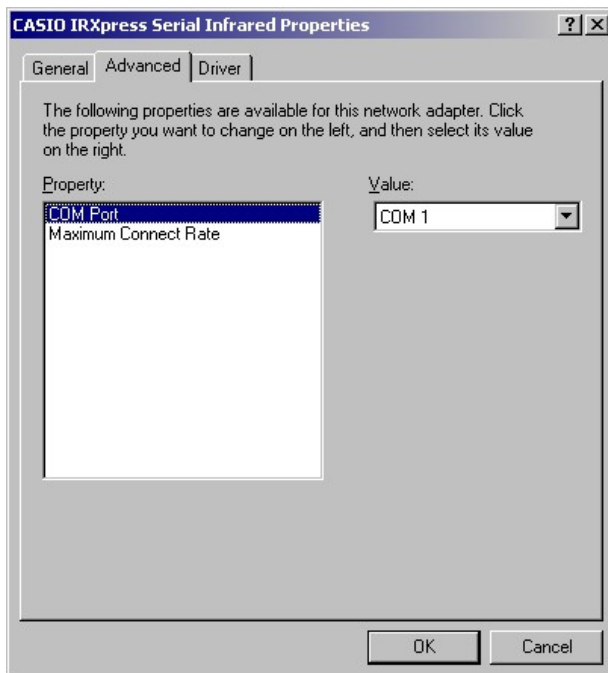 CASIO IRXpress Serial Infrared Properties
General Advanced Driver
The following properties are available for this network adapter. Click
the property you want to change on the left, and then select its value
on the right.
Property: Value:
COM Port COM 1
Maximum Connect Rate
OK Cancel